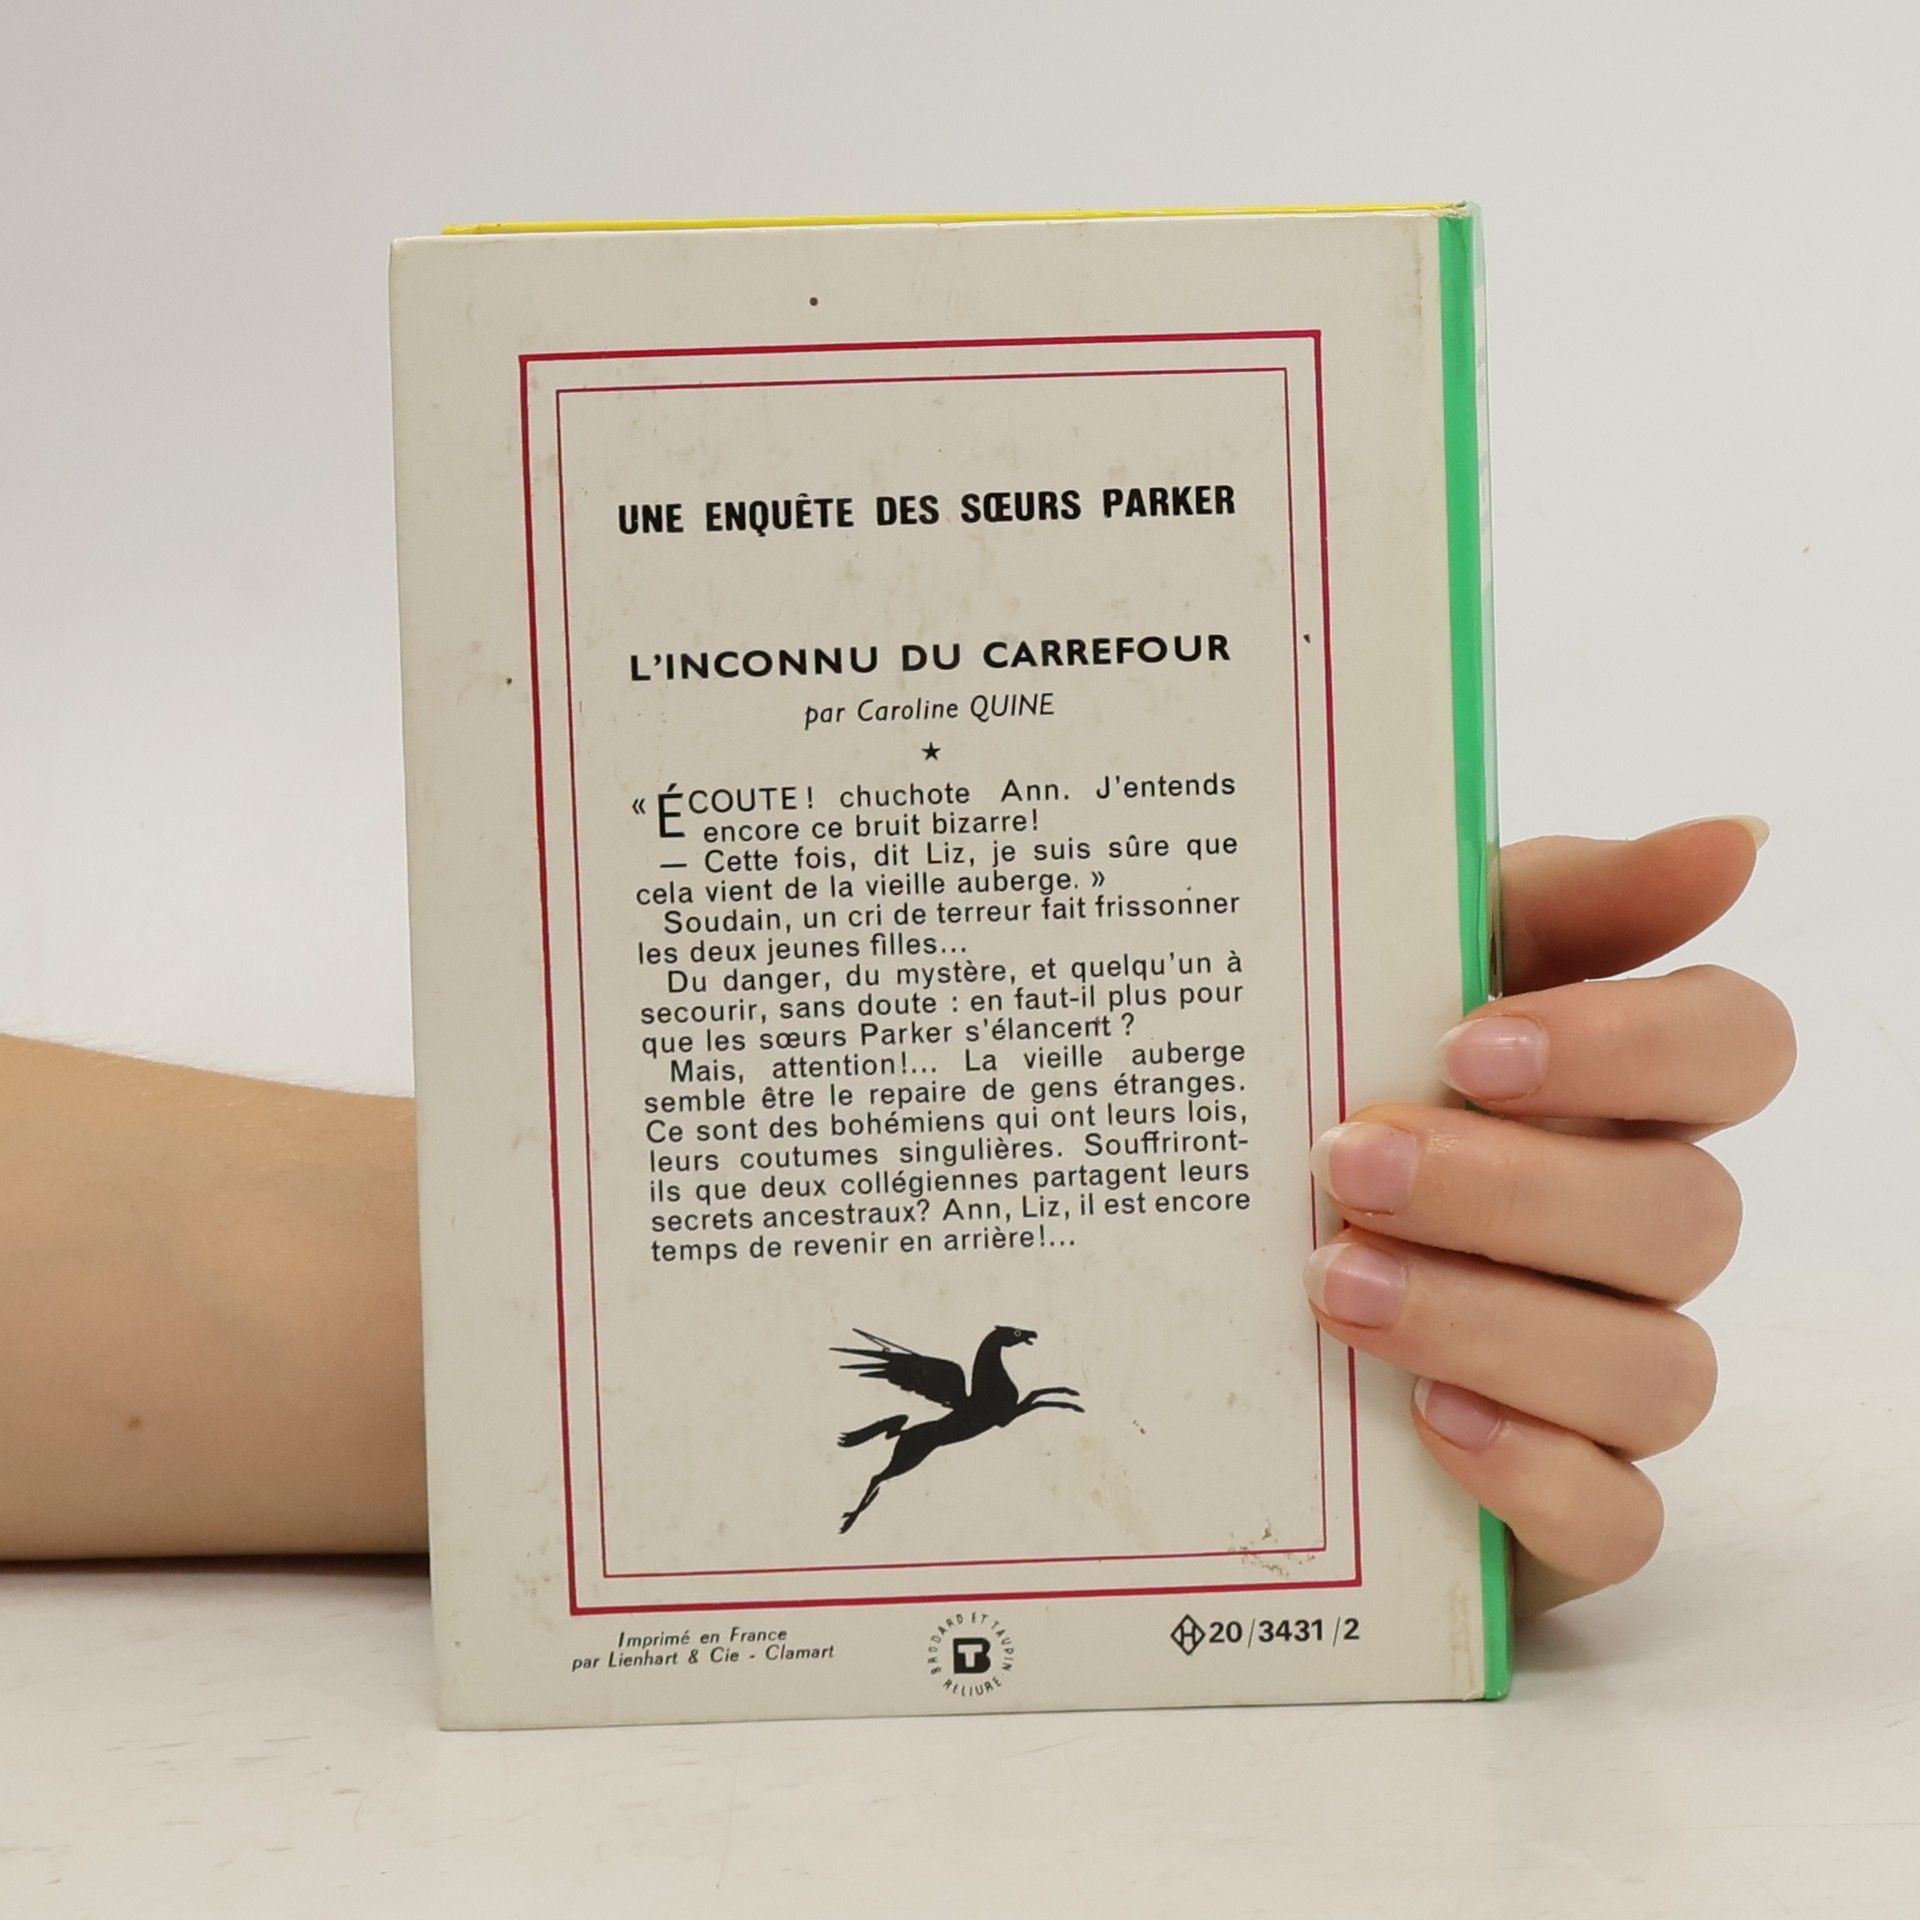 UNE ENQUÊTE DES SŒURS PARKER
L'INCONNU DU CARREFOUR
par Caroline QUINE
★
« ÉCOUTE! chuchote Ann. J'entends
encore ce bruit bizarre!
— Cette fois, dit Liz, je suis sûre que
cela vient de la vieille auberge. »
Soudain, un cri de terreur fait frissonner
les deux jeunes filles...
Du danger, du mystère, et quelqu'un à
secourir, sans doute : en faut-il plus pour
que les sœurs Parker s'élancent ?
Mais, attention!... La vieille auberge
semble être le repaire de gens étranges.
Ce sont des bohémiens qui ont leurs lois,
leurs coutumes singulières. Souffriront-
ils que deux collégiennes partagent leurs
secrets ancestraux? Ann, Liz, il est encore
temps de revenir en arrière!...
Imprimé en France
par Lienhart & Cie - Clamart
BRODARD ET TAUPIN
BT
RELIURE
H 20/3431/2